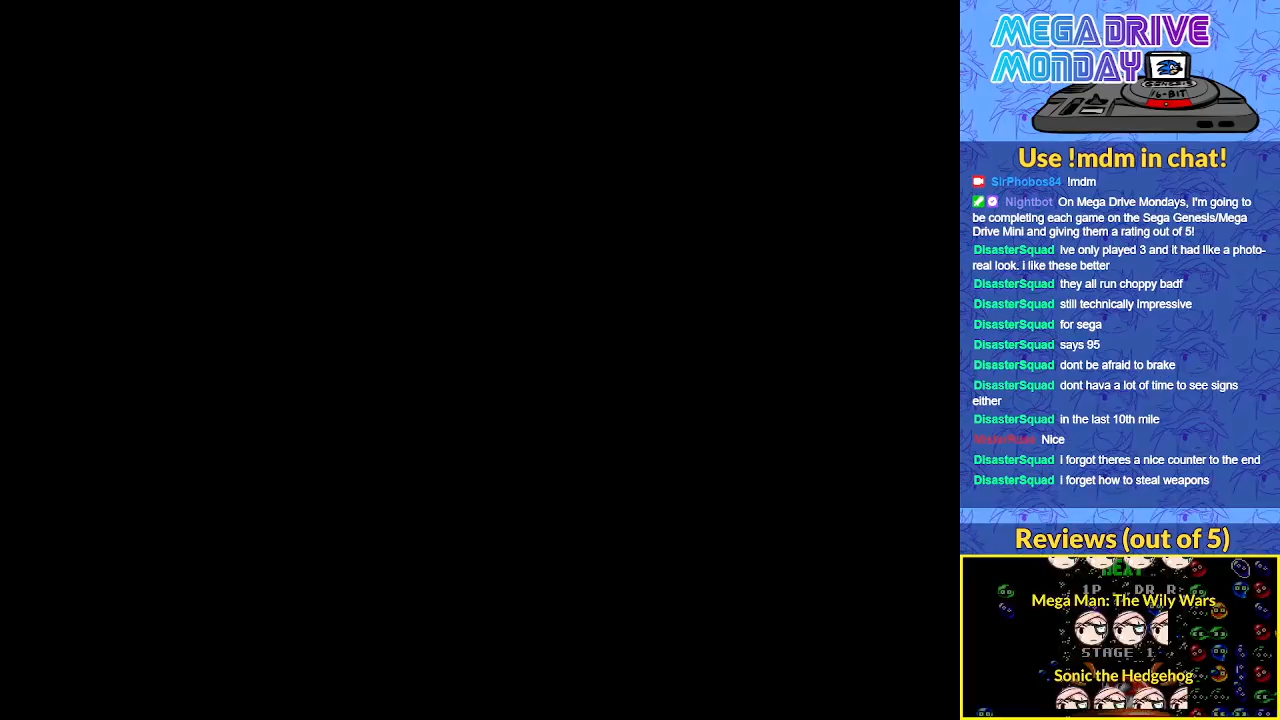 MEGA DRIVE
MONDAY
GENESIS
16-BIT
Use !mdm in chat!
SirPhobos84 !mdm
Nightbot On Mega Drive Mondays, I'm going to
be completing each game on the Sega Genesis/Mega
Drive Mini and giving them a rating out of 5!
DisasterSquad ive only played 3 and it had like a photo-
real look. i like these better
DisasterSquad they all run choppy badf
DisasterSquad still technically impressive
DisasterSquad for sega
DisasterSquad says 95
DisasterSquad dont be afraid to brake
DisasterSquad dont hava a lot of time to see signs
either
DisasterSquad in the last 10th mile
Nice
DisasterSquad i forgot theres a nice counter to the end
DisasterSquad i forget how to steal weapons
Reviews (out of 5)
NEXT
1P DR R
Mega Man: The Wily Wars
STAGE 1
Sonic the Hedgehog